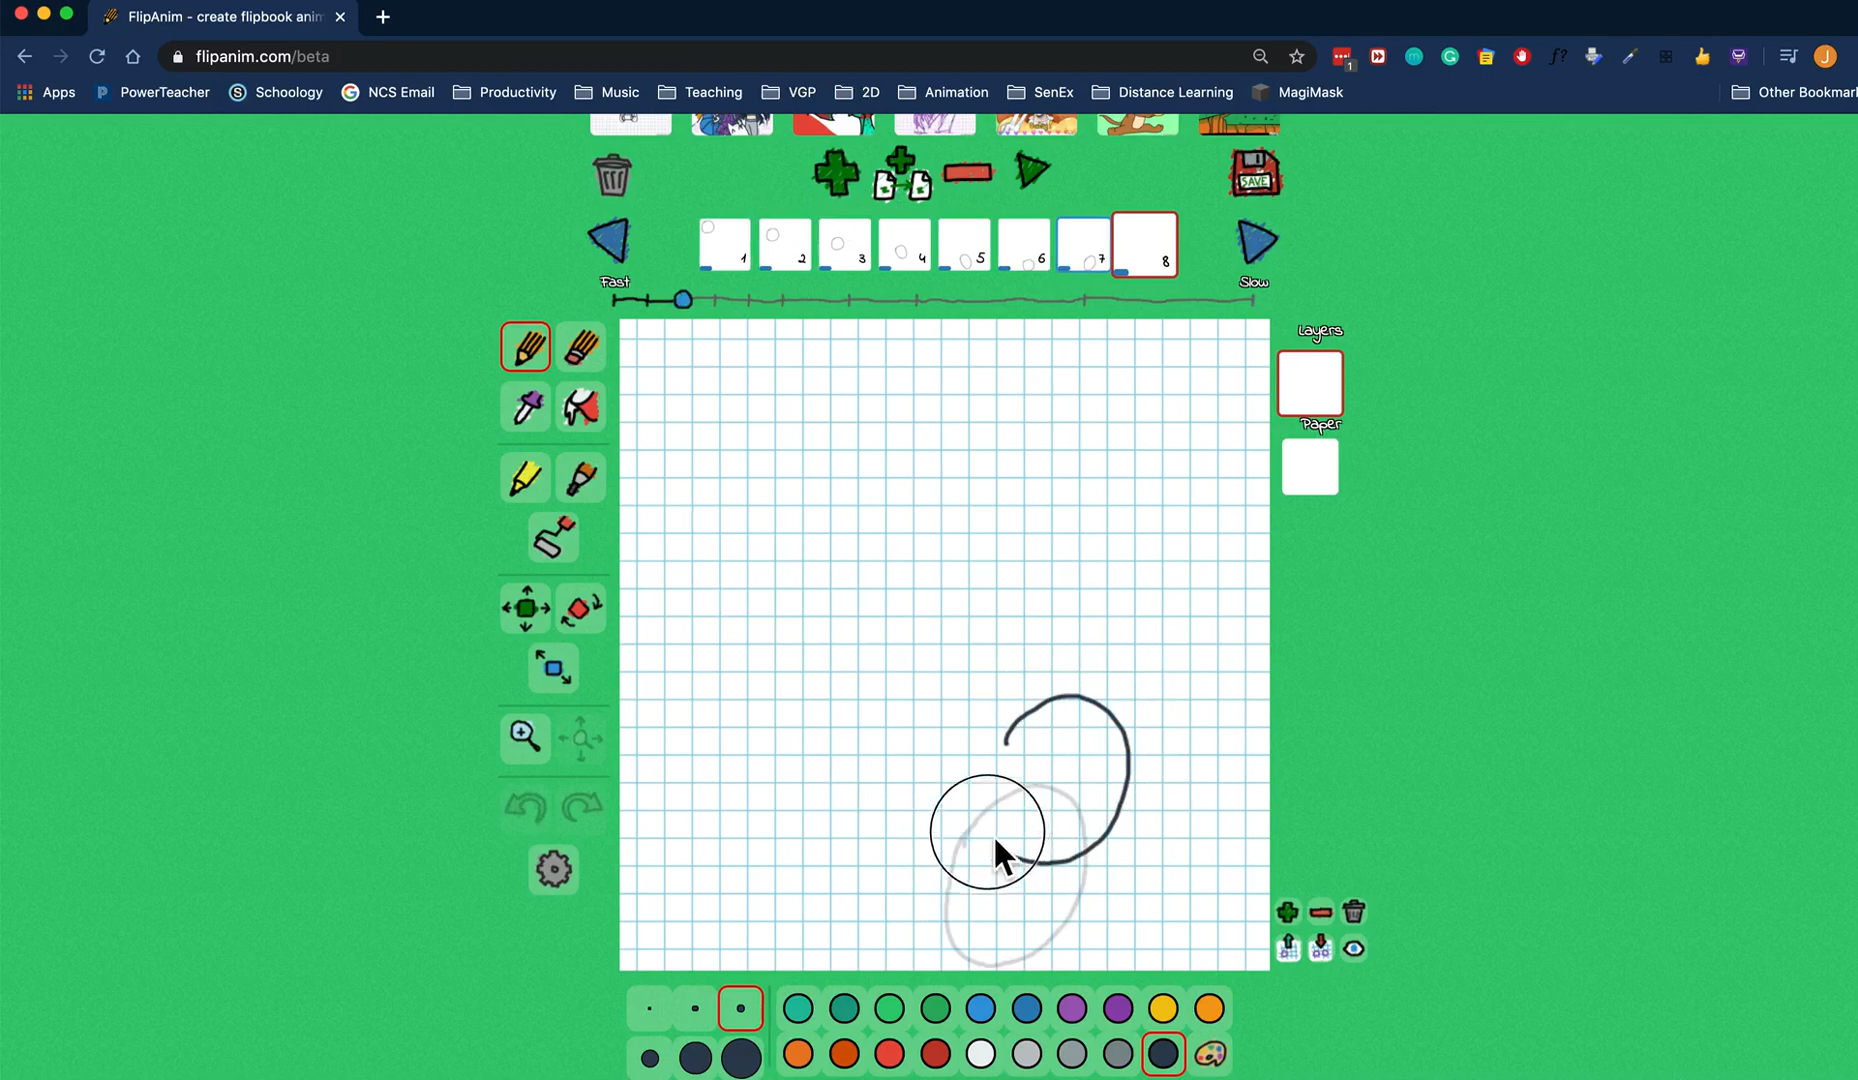 FlipAnim - create flipbook anim
flipanim.com/beta
1
f?
J
Apps
PowerTeacher
Schoology
NCS Email
Productivity
Music
Teaching
VGP
2D
Animation
SenEx
Distance Learning
MagiMask
Other Bookmar
SAVE
1
2
3
4
5
6
7
8
Fast
Slow
Layers
Paper